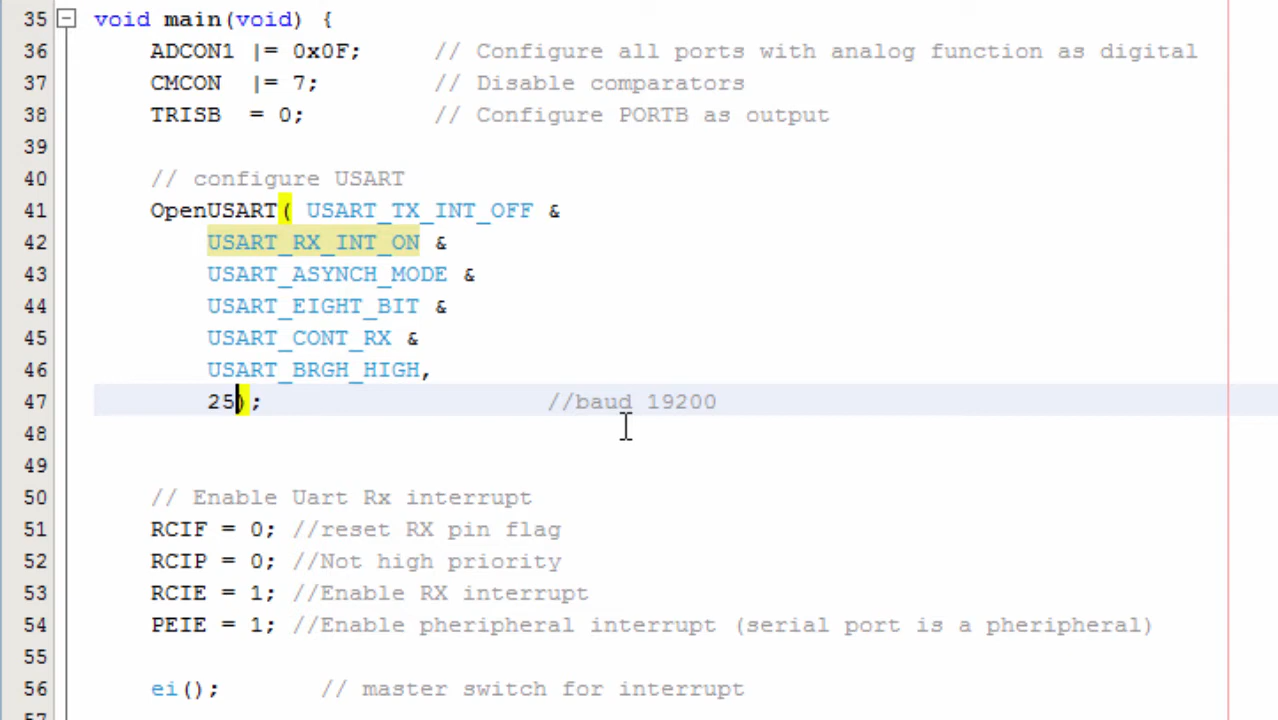 35 void main(void) {
36 ADCON1 |= 0x0F; // Configure all ports with analog function as digital
37 CMCON |= 7; // Disable comparators
38 TRISB = 0; // Configure PORTB as output
39
40 // configure USART
41 OpenUSART( USART_TX_INT_OFF &
42 USART_RX_INT_ON &
43 USART_ASYNCH_MODE &
44 USART_EIGHT_BIT &
45 USART_CONT_RX &
46 USART_BRGH_HIGH,
47 25); //baud 19200
48
49
50 // Enable Uart Rx interrupt
51 RCIF = 0; //reset RX pin flag
52 RCIP = 0; //Not high priority
53 RCIE = 1; //Enable RX interrupt
54 PEIE = 1; //Enable pheripheral interrupt (serial port is a pheripheral)
55
56 ei(); // master switch for interrupt
57